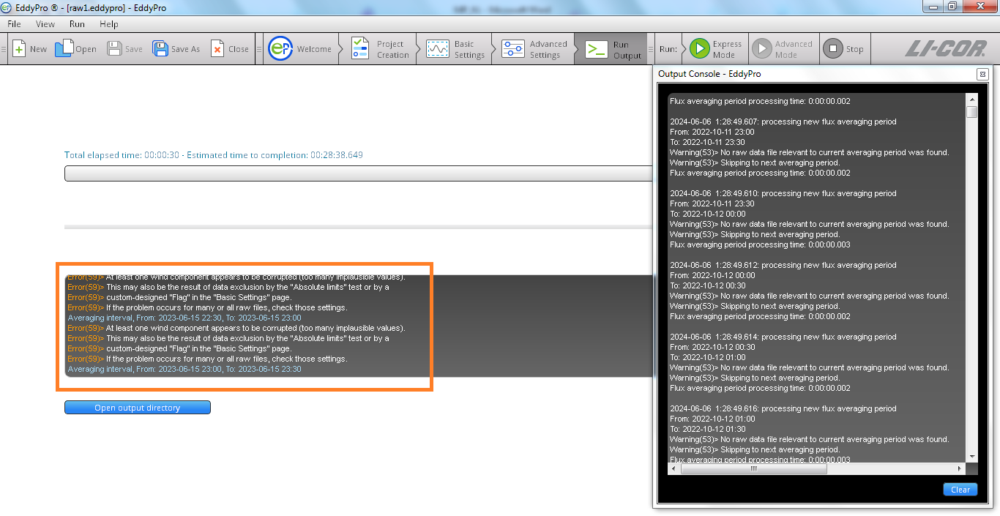 EddyPro ® - [raw1.eddypro] - EddyPro
File View Run Help
New Open Save Save As Close Welcome Project Creation Basic Settings Advanced Settings Run Output Run: Express Mode Advanced Mode Stop LI-COR
Total elapsed time: 00:00:30 - Estimated time to completion: 00:28:38.649
Error(59)> At least one wind component appears to be corrupted (too many implausible values).
Error(59)> This may also be the result of data exclusion by the "Absolute limits" test or by a
Error(59)> custom-designed "Flag" in the "Basic Settings" page.
Error(59)> If the problem occurs for many or all raw files, check those settings.
Averaging interval, From: 2023-06-15 22:30, To: 2023-06-15 23:00
Error(59)> At least one wind component appears to be corrupted (too many implausible values).
Error(59)> This may also be the result of data exclusion by the "Absolute limits" test or by a
Error(59)> custom-designed "Flag" in the "Basic Settings" page.
Error(59)> If the problem occurs for many or all raw files, check those settings.
Averaging interval, From: 2023-06-15 23:00, To: 2023-06-15 23:30
Open output directory
Output Console - EddyPro
Flux averaging period processing time: 0:00:00.002
2024-06-06 1:28:49.607: processing new flux averaging period
From: 2022-10-11 23:00
To: 2022-10-11 23:30
Warning(53)> No raw data file relevant to current averaging period was found.
Warning(53)> Skipping to next averaging period.
Flux averaging period processing time: 0:00:00.002
2024-06-06 1:28:49.610: processing new flux averaging period
From: 2022-10-11 23:30
To: 2022-10-12 00:00
Warning(53)> No raw data file relevant to current averaging period was found.
Warning(53)> Skipping to next averaging period.
Flux averaging period processing time: 0:00:00.003
2024-06-06 1:28:49.612: processing new flux averaging period
From: 2022-10-12 00:00
To: 2022-10-12 00:30
Warning(53)> No raw data file relevant to current averaging period was found.
Warning(53)> Skipping to next averaging period.
Flux averaging period processing time: 0:00:00.002
2024-06-06 1:28:49.614: processing new flux averaging period
From: 2022-10-12 00:30
To: 2022-10-12 01:00
Warning(53)> No raw data file relevant to current averaging period was found.
Warning(53)> Skipping to next averaging period.
Flux averaging period processing time: 0:00:00.002
2024-06-06 1:28:49.616: processing new flux averaging period
From: 2022-10-12 01:00
To: 2022-10-12 01:30
Warning(53)> No raw data file relevant to current averaging period was found.
Warning(53)> Skipping to next averaging period.
Flux averaging period processing time: 0:00:00.003
Clear